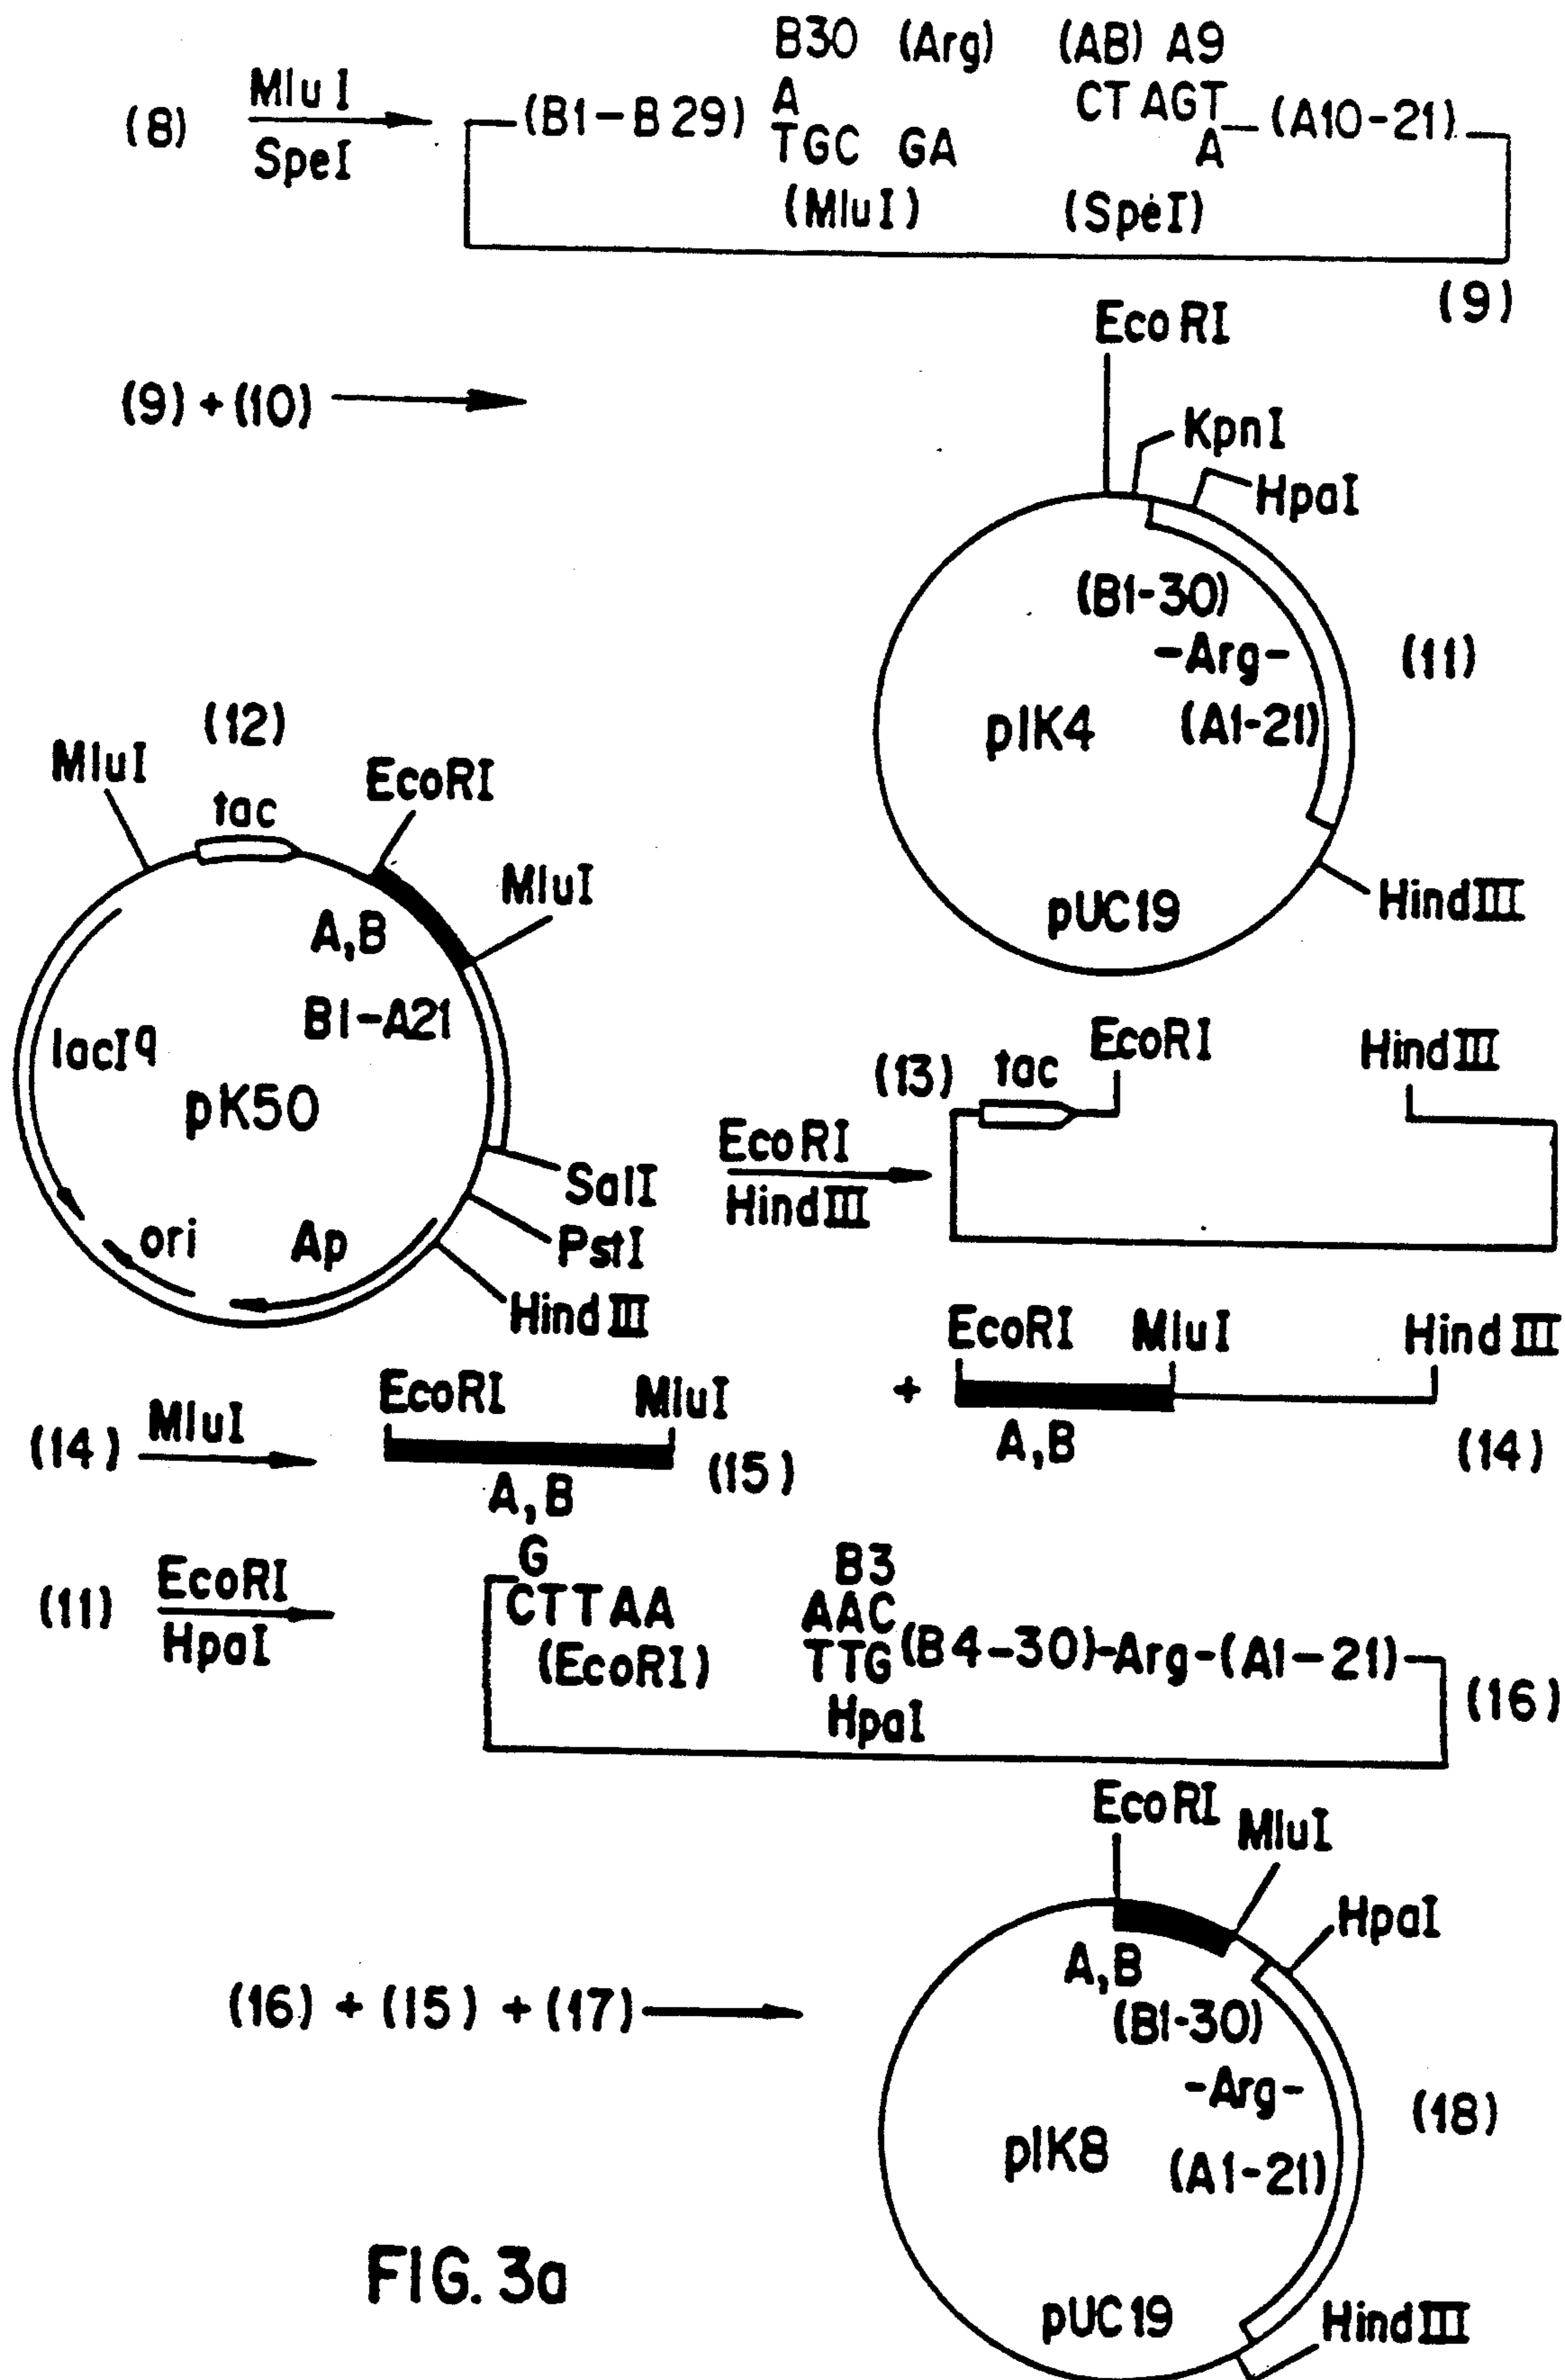 B30 (Arg) (AB) A9
(8) MluI
SpeI
(B1-B29) A
TGC GA
CTAGT
A
(A10-21)
(MluI) (SpeI)
(9)
(9)+(10)
EcoRI
KpnI
HpaI
(B1-30)
-Arg-
(A1-21)
pIK4
(11)
pUC19
HindIII
(12)
MluI
tac
EcoRI
MluI
A,B
B1-A21
lacIq
pK50
SalI
PstI
HindIII
ori
Ap
EcoRI
HindIII
(13) tac EcoRI HindIII
+ EcoRI MluI HindIII
A,B
(14)
(14) MluI
EcoRI MluI
A,B
(15)
(11) EcoRI
HpaI
G
CTTAA
(EcoRI)
B3
AAC
TTG
(B4-30)-Arg-(A1-21)
HpaI
(16)
(16) + (15) + (17)
EcoRI
MluI
HpaI
A,B
(B1-30)
-Arg-
(A1-21)
pIK8
(18)
pUC19
HindIII
FIG. 3a